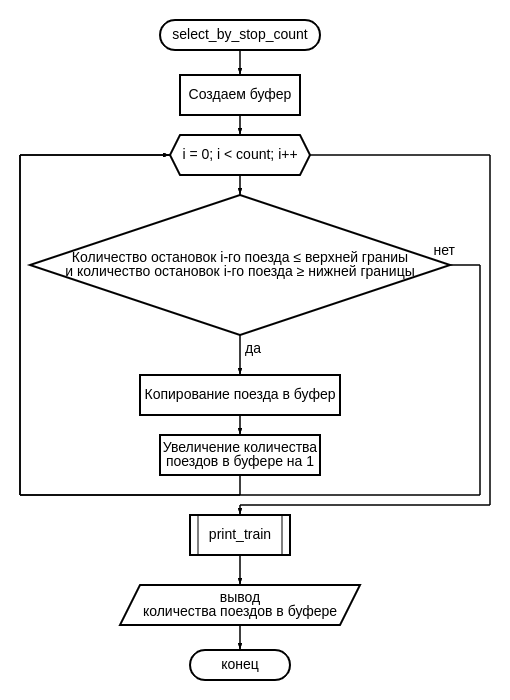 select_by_stop_count
Создаем буфер
i = 0; i < count; i++
Количество остановок i-го поезда ≤ верхней граниы
и количество остановок i-го поезда ≥ нижней границы
нет
да
Копирование поезда в буфер
Увеличение количества
поездов в буфере на 1
print_train
вывод
количества поездов в буфере
конец